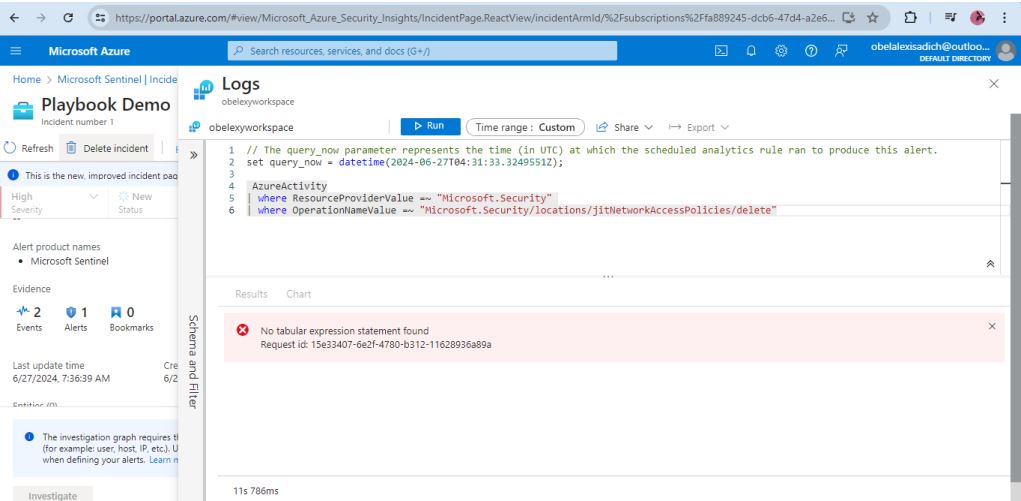 https://portal.azure.com/#view/Microsoft_Azure_Security_Insights/IncidentPage.ReactView/incidentArmId/%2Fsubscriptions%2Ffa889245-dcb6-47d4-a2e6...
Microsoft Azure
Search resources, services, and docs (G+/)
obelalexisadich@outloo...
DEFAULT DIRECTORY
Home > Microsoft Sentinel | Incide
Playbook Demo
Incident number 1
Refresh
Delete incident
This is the new, improved incident pag
High
Severity
New
Status
Alert product names
• Microsoft Sentinel
Evidence
2
Events
1
Alerts
0
Bookmarks
Last update time
6/27/2024, 7:36:39 AM
Cre
6/2
Entities (0)
The investigation graph requires th
(for example: user, host, IP, etc.). U
when defining your alerts. Learn m
Investigate
Logs
obelexyworkspace
obelexyworkspace
Run
Time range : Custom
Share
Export
1 // The query_now parameter represents the time (in UTC) at which the scheduled analytics rule ran to produce this alert.
2 set query_now = datetime(2024-06-27T04:31:33.3249551Z);
3
4 AzureActivity
5 | where ResourceProviderValue =~ "Microsoft.Security"
6 | where OperationNameValue =~ "Microsoft.Security/locations/jitNetworkAccessPolicies/delete"
Schema and Filter
Results
Chart
No tabular expression statement found
Request id: 15e33407-6e2f-4780-b312-11628936a89a
11s 786ms